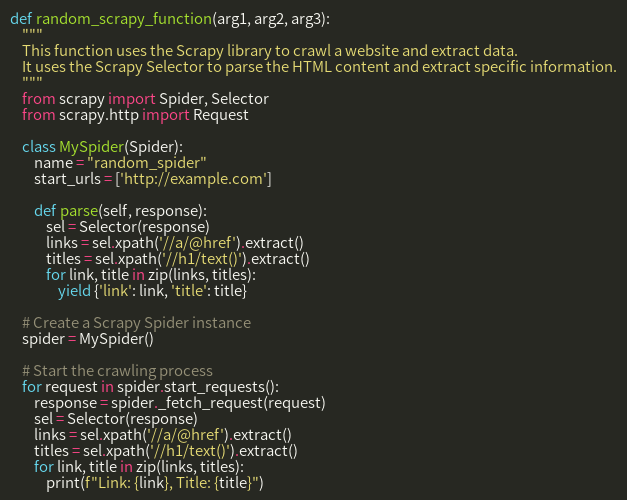 def random_scrapy_function(arg1, arg2, arg3):
    """
    This function uses the Scrapy library to crawl a website and extract data.
    It uses the Scrapy Selector to parse the HTML content and extract specific information.
    """
    from scrapy import Spider, Selector
    from scrapy.http import Request

    class MySpider(Spider):
        name = "random_spider"
        start_urls = ['http://example.com']

        def parse(self, response):
            sel = Selector(response)
            links = sel.xpath('//a/@href').extract()
            titles = sel.xpath('//h1/text()').extract()
            for link, title in zip(links, titles):
                yield {'link': link, 'title': title}

    # Create a Scrapy Spider instance
    spider = MySpider()

    # Start the crawling process
    for request in spider.start_requests():
        response = spider._fetch_request(request)
        sel = Selector(response)
        links = sel.xpath('//a/@href').extract()
        titles = sel.xpath('//h1/text()').extract()
        for link, title in zip(links, titles):
            print(f"Link: {link}, Title: {title}")